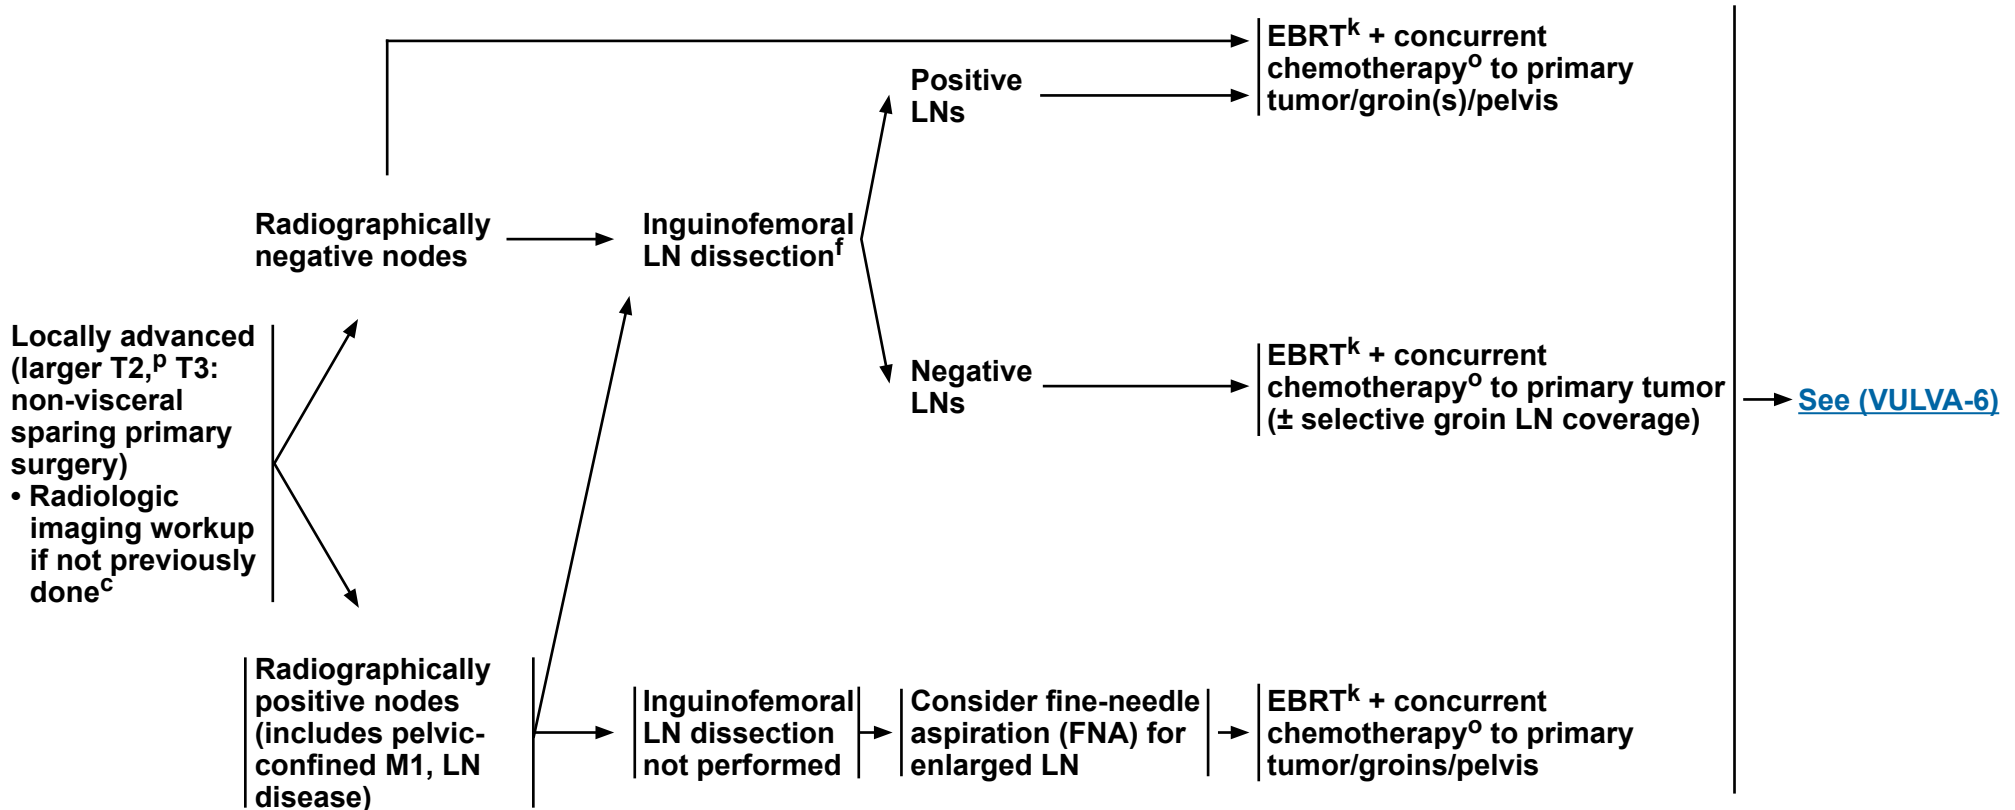 Locally advanced
(larger T2,p T3:
non-visceral
sparing primary
surgery)
• Radiologic
imaging workup
if not previously
donec
Radiographically
negative nodes
Inguinofemoral
LN dissectionf
Positive
LNs
EBRTk + concurrent
chemotherapyo to primary
tumor/groin(s)/pelvis
Negative
LNs
EBRTk + concurrent
chemotherapyo to primary tumor
(± selective groin LN coverage)
Radiographically
positive nodes
(includes pelvic-
confined M1, LN
disease)
Inguinofemoral
LN dissection
not performed
Consider fine-needle
aspiration (FNA) for
enlarged LN
EBRTk + concurrent
chemotherapyo to primary
tumor/groins/pelvis
See (VULVA-6)